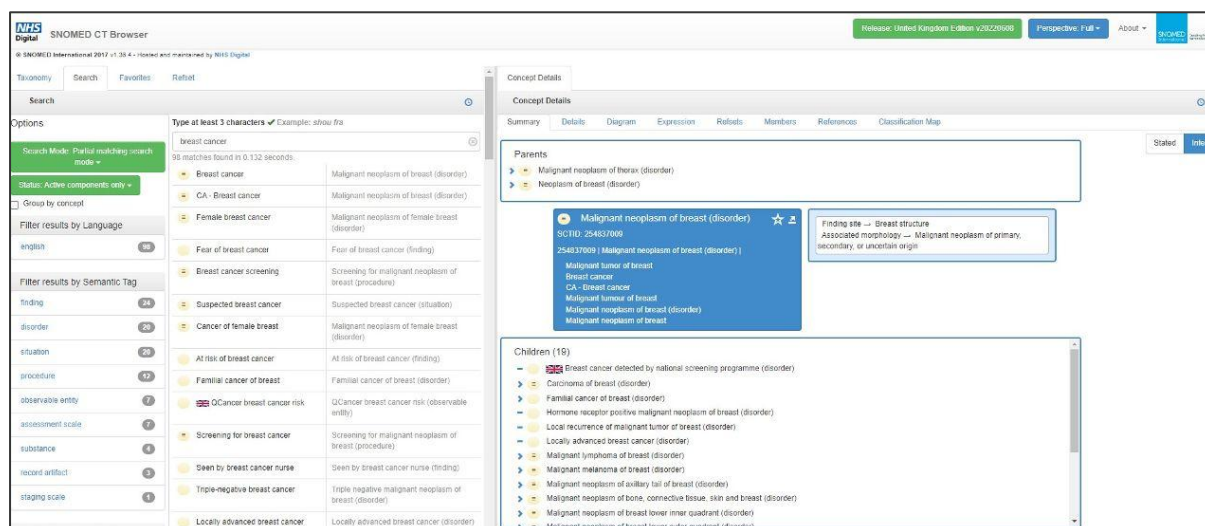 NHS
Digital
SNOMED CT Browser
Release: United Kingdom Edition v20220608
Perspective: Full
About
SNOMED
International
© SNOMED International 2017 v1.36.4 - Hosted and maintained by NHS Digital
Taxonomy
Search
Favorites
Refset
Search
Options
Search Mode: Partial matching search
mode
Status: Active components only
Group by concept
Filter results by Language
english 98
Filter results by Semantic Tag
finding 24
disorder 20
situation 20
procedure 12
observable entity 7
assessment scale 7
substance 4
record artifact 3
staging scale 1
Type at least 3 characters ✔ Example: shou fra
breast cancer
98 matches found in 0.132 seconds.
Breast cancer Malignant neoplasm of breast (disorder)
CA - Breast cancer Malignant neoplasm of breast (disorder)
Female breast cancer Malignant neoplasm of female breast
(disorder)
Fear of breast cancer Fear of breast cancer (finding)
Breast cancer screening Screening for malignant neoplasm of
breast (procedure)
Suspected breast cancer Suspected breast cancer (situation)
Cancer of female breast Malignant neoplasm of female breast
(disorder)
At risk of breast cancer At risk of breast cancer (finding)
Familial cancer of breast Familial cancer of breast (disorder)
QCancer breast cancer risk QCancer breast cancer risk (observable
entity)
Screening for breast cancer Screening for malignant neoplasm of
breast (procedure)
Seen by breast cancer nurse Seen by breast cancer nurse (finding)
Triple-negative breast cancer Triple negative malignant neoplasm of
breast (disorder)
Locally advanced breast cancer Locally advanced breast cancer (disorder)
Concept Details
Concept Details
Summary
Details
Diagram
Expression
Refsets
Members
References
Classification Map
Stated
Infe
Parents
Malignant neoplasm of thorax (disorder)
Neoplasm of breast (disorder)
Malignant neoplasm of breast (disorder)
SCTID: 254837009
254837009 | Malignant neoplasm of breast (disorder) |
Malignant tumor of breast
Breast cancer
CA - Breast cancer
Malignant tumour of breast
Malignant neoplasm of breast (disorder)
Malignant neoplasm of breast
Finding site → Breast structure
Associated morphology → Malignant neoplasm of primary,
secondary, or uncertain origin
Children (19)
Breast cancer detected by national screening programme (disorder)
Carcinoma of breast (disorder)
Familial cancer of breast (disorder)
Hormone receptor positive malignant neoplasm of breast (disorder)
Local recurrence of malignant tumor of breast (disorder)
Locally advanced breast cancer (disorder)
Malignant lymphoma of breast (disorder)
Malignant melanoma of breast (disorder)
Malignant neoplasm of axillary tail of breast (disorder)
Malignant neoplasm of bone, connective tissue, skin and breast (disorder)
Malignant neoplasm of breast lower inner quadrant (disorder)
Malignant neoplasm of breast lower outer quadrant (disorder)